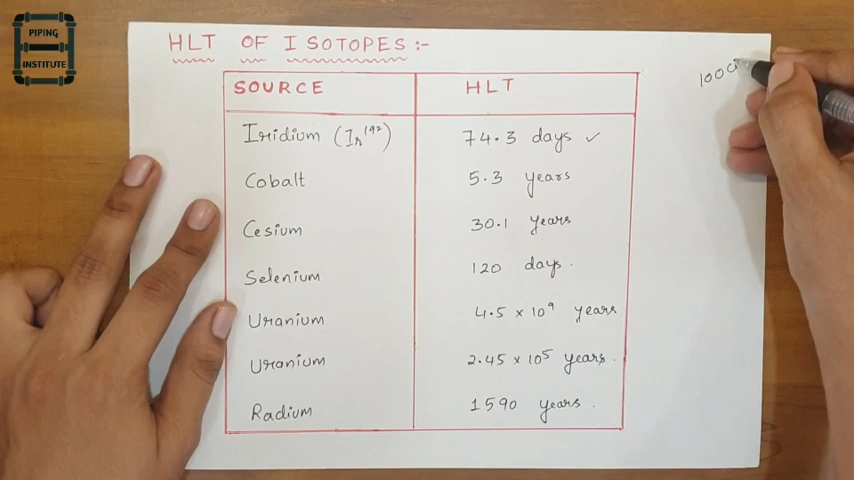 PIPING
INSTITUTE
HLT OF ISOTOPES :-
SOURCE HLT
Iridium (Ir¹⁹²) 74.3 days ✓
Cobalt 5.3 years
Cesium 30.1 years
Selenium 120 days.
Uranium 4.5 × 10⁹ years
Uranium 2.45 × 10⁵ years.
Radium 1590 years.
100